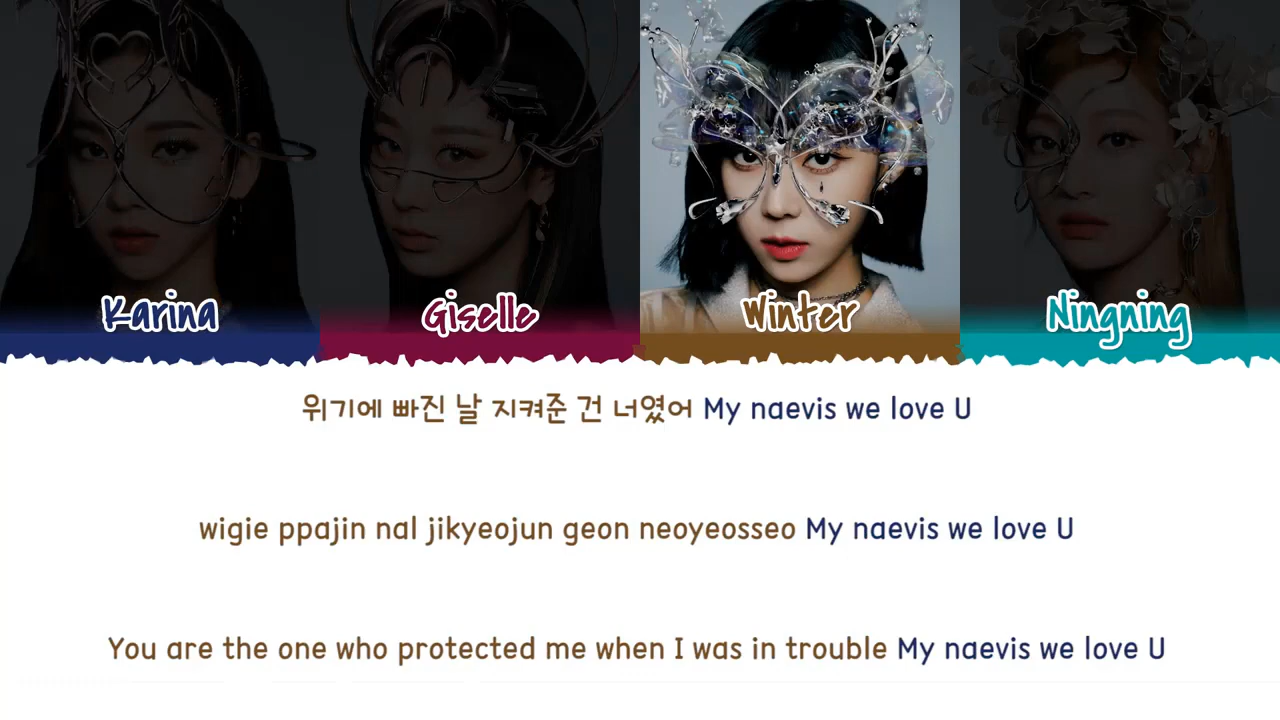 Karina Giselle Winter Ningning
위기에 빠진 날 지켜준 건 너였어 My naevis we love U
wigie ppajin nal jikyeojun geon neoyeosseo My naevis we love U
You are the one who protected me when I was in trouble My naevis we love U